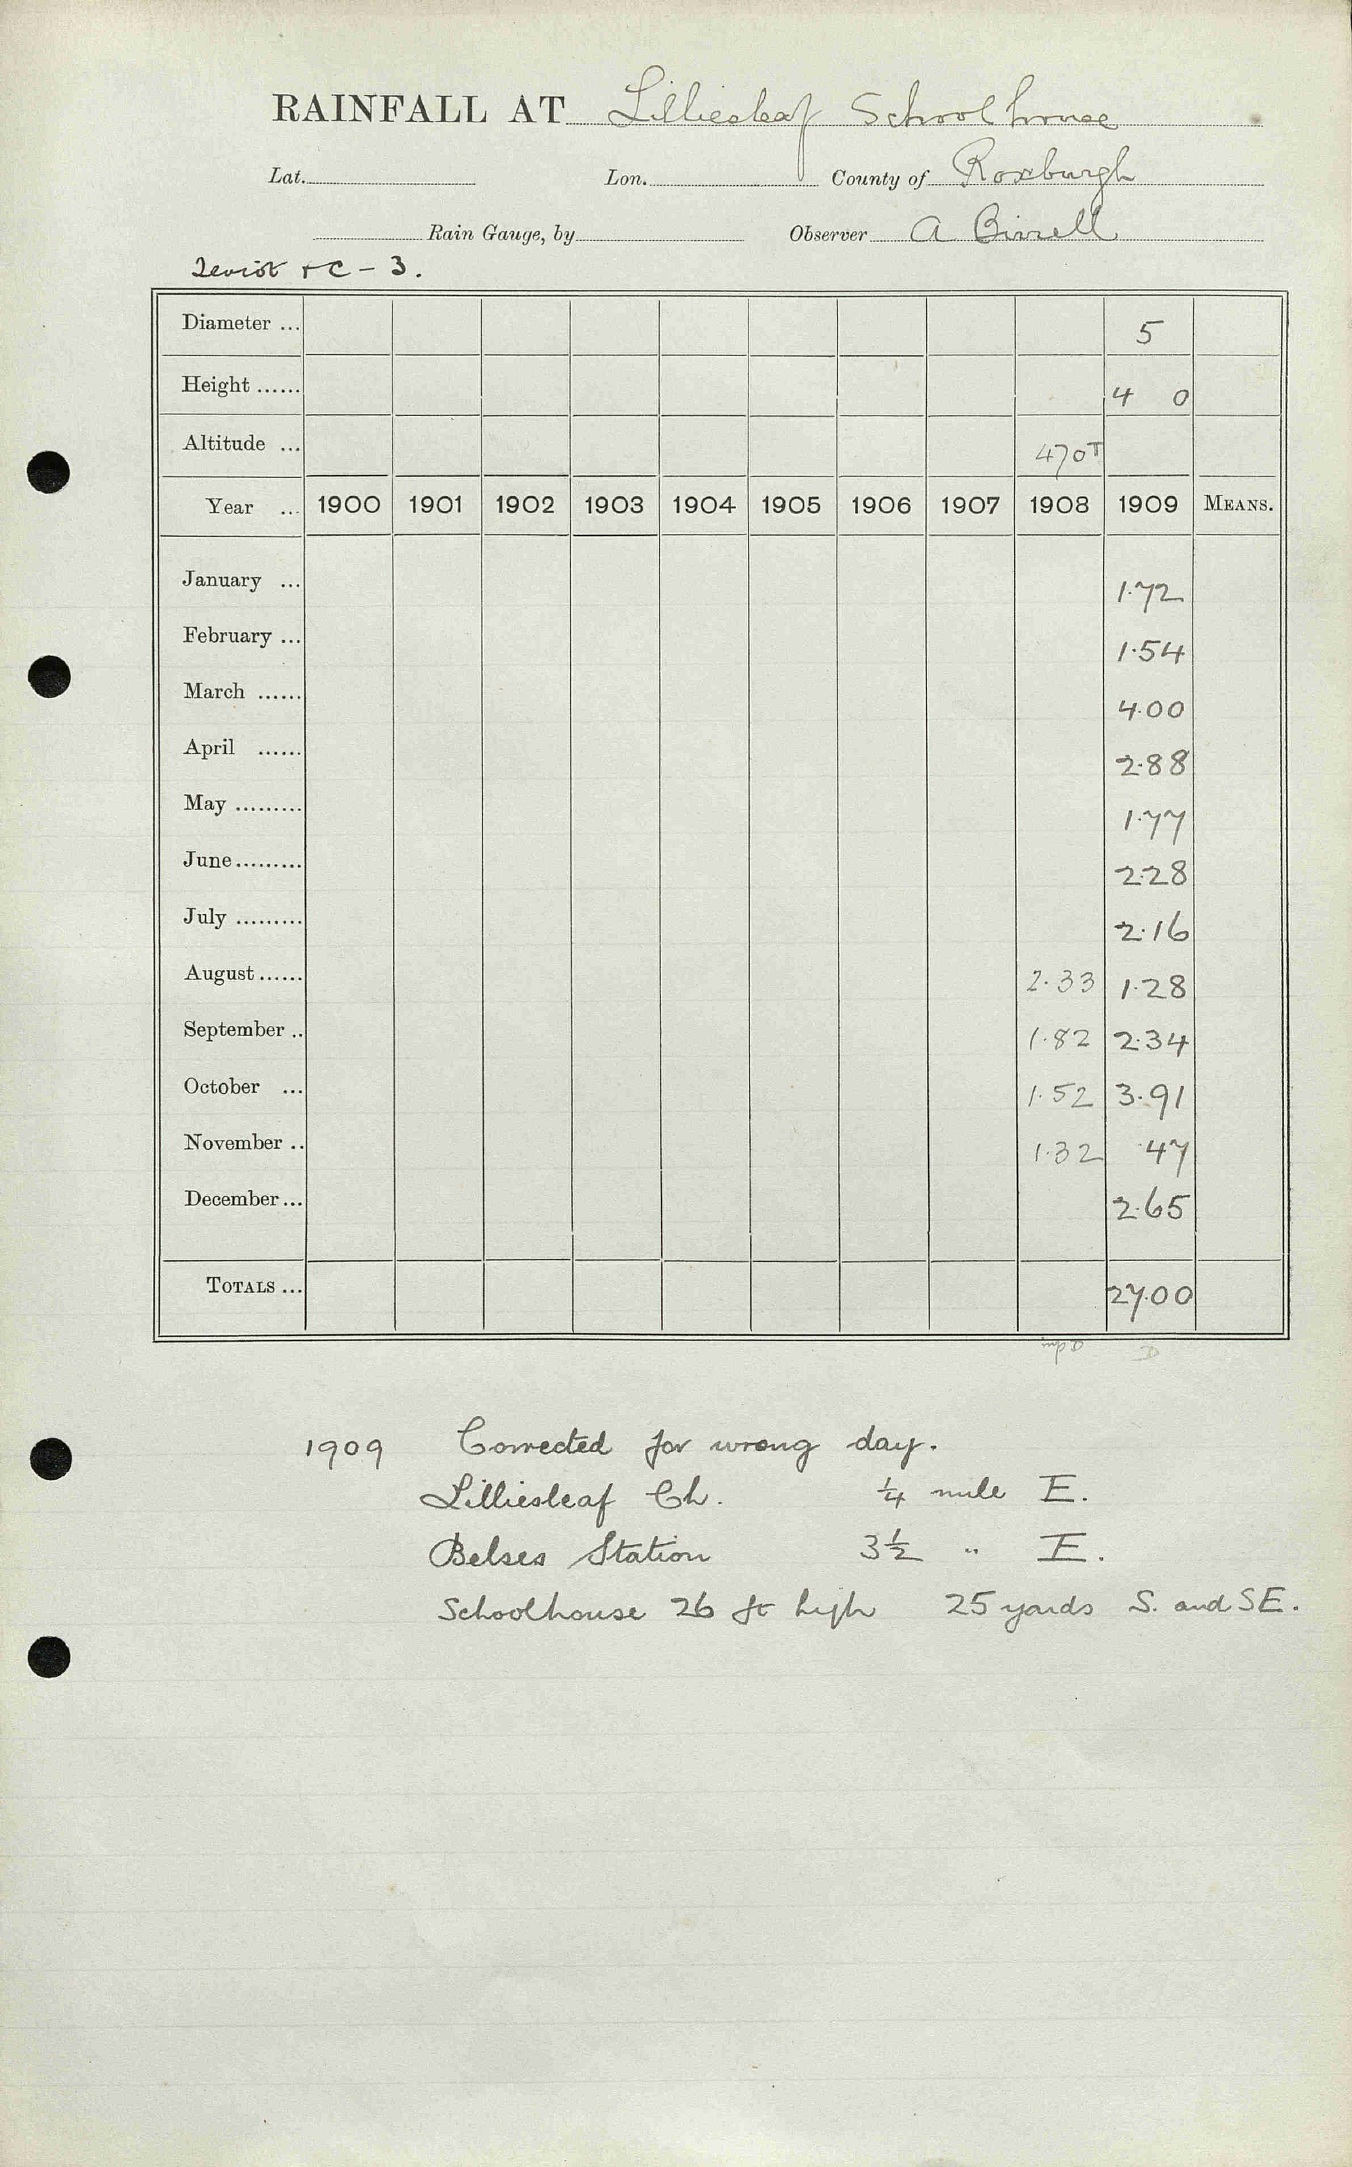 RAINFALL AT Lilliesleaf Schoolhouse
Lat. Lon. County of Roxburgh
Rain Gauge, by Observer A Birrell
Teviot &C - 3.
Diameter ... 5
Height ...... 4 0
Altitude ... 470T
Year ... 1900 1901 1902 1903 1904 1905 1906 1907 1908 1909 MEANS.
January ... 1.72
February ... 1.54
March ...... 4.00
April ...... 2.88
May ......... 1.77
June ......... 2.28
July ......... 2.16
August ...... 2.33 1.28
September .. 1.82 2.34
October ... 1.52 3.91
November .. 1.32 .47
December ... 2.65
TOTALS ... 27.00
imp D D
1909 Corrected for wrong day.
Lilliesleaf Ch. ¼ mile E.
Belses Station 3½ " E.
Schoolhouse 26 ft high 25 yards S. and SE.